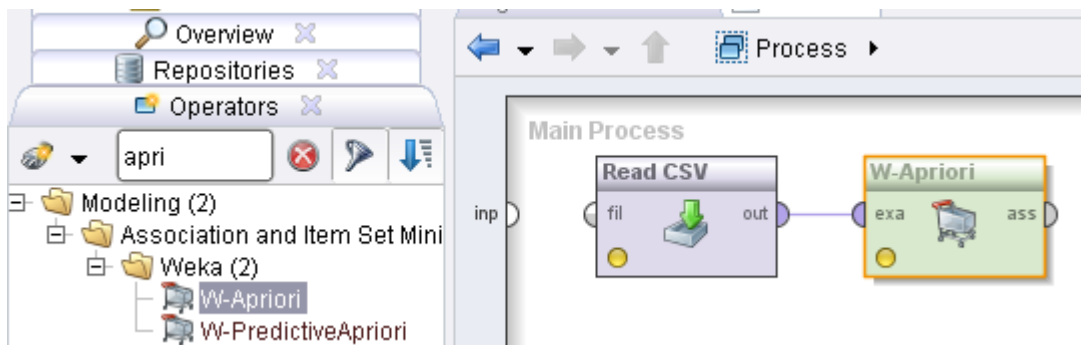 Overview
Repositories
Operators
apri
Modeling (2)
Association and Item Set Mini
Weka (2)
W-Apriori
W-PredictiveApriori
Process
Main Process
inp
Read CSV
fil out
W-Apriori
exa ass